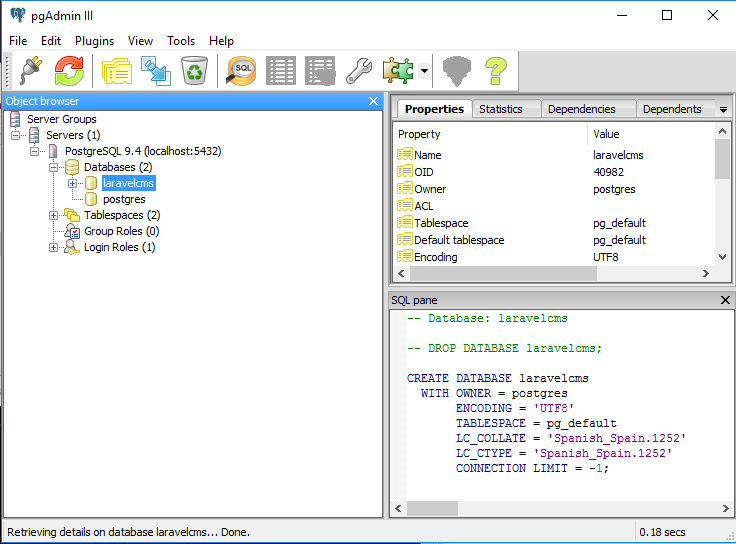 pgAdmin III
File Edit Plugins View Tools Help
SQL
Object browser
Server Groups
Servers (1)
PostgreSQL 9.4 (localhost:5432)
Databases (2)
laravelcms
postgres
Tablespaces (2)
Group Roles (0)
Login Roles (1)
Properties Statistics Dependencies Dependents
Property Value
Name laravelcms
OID 40982
Owner postgres
ACL
Tablespace pg_default
Default tablespace pg_default
Encoding UTF8
SQL pane
-- Database: laravelcms
-- DROP DATABASE laravelcms;
CREATE DATABASE laravelcms
WITH OWNER = postgres
ENCODING = 'UTF8'
TABLESPACE = pg_default
LC_COLLATE = 'Spanish_Spain.1252'
LC_CTYPE = 'Spanish_Spain.1252'
CONNECTION LIMIT = -1;
Retrieving details on database laravelcms... Done. 0.18 secs